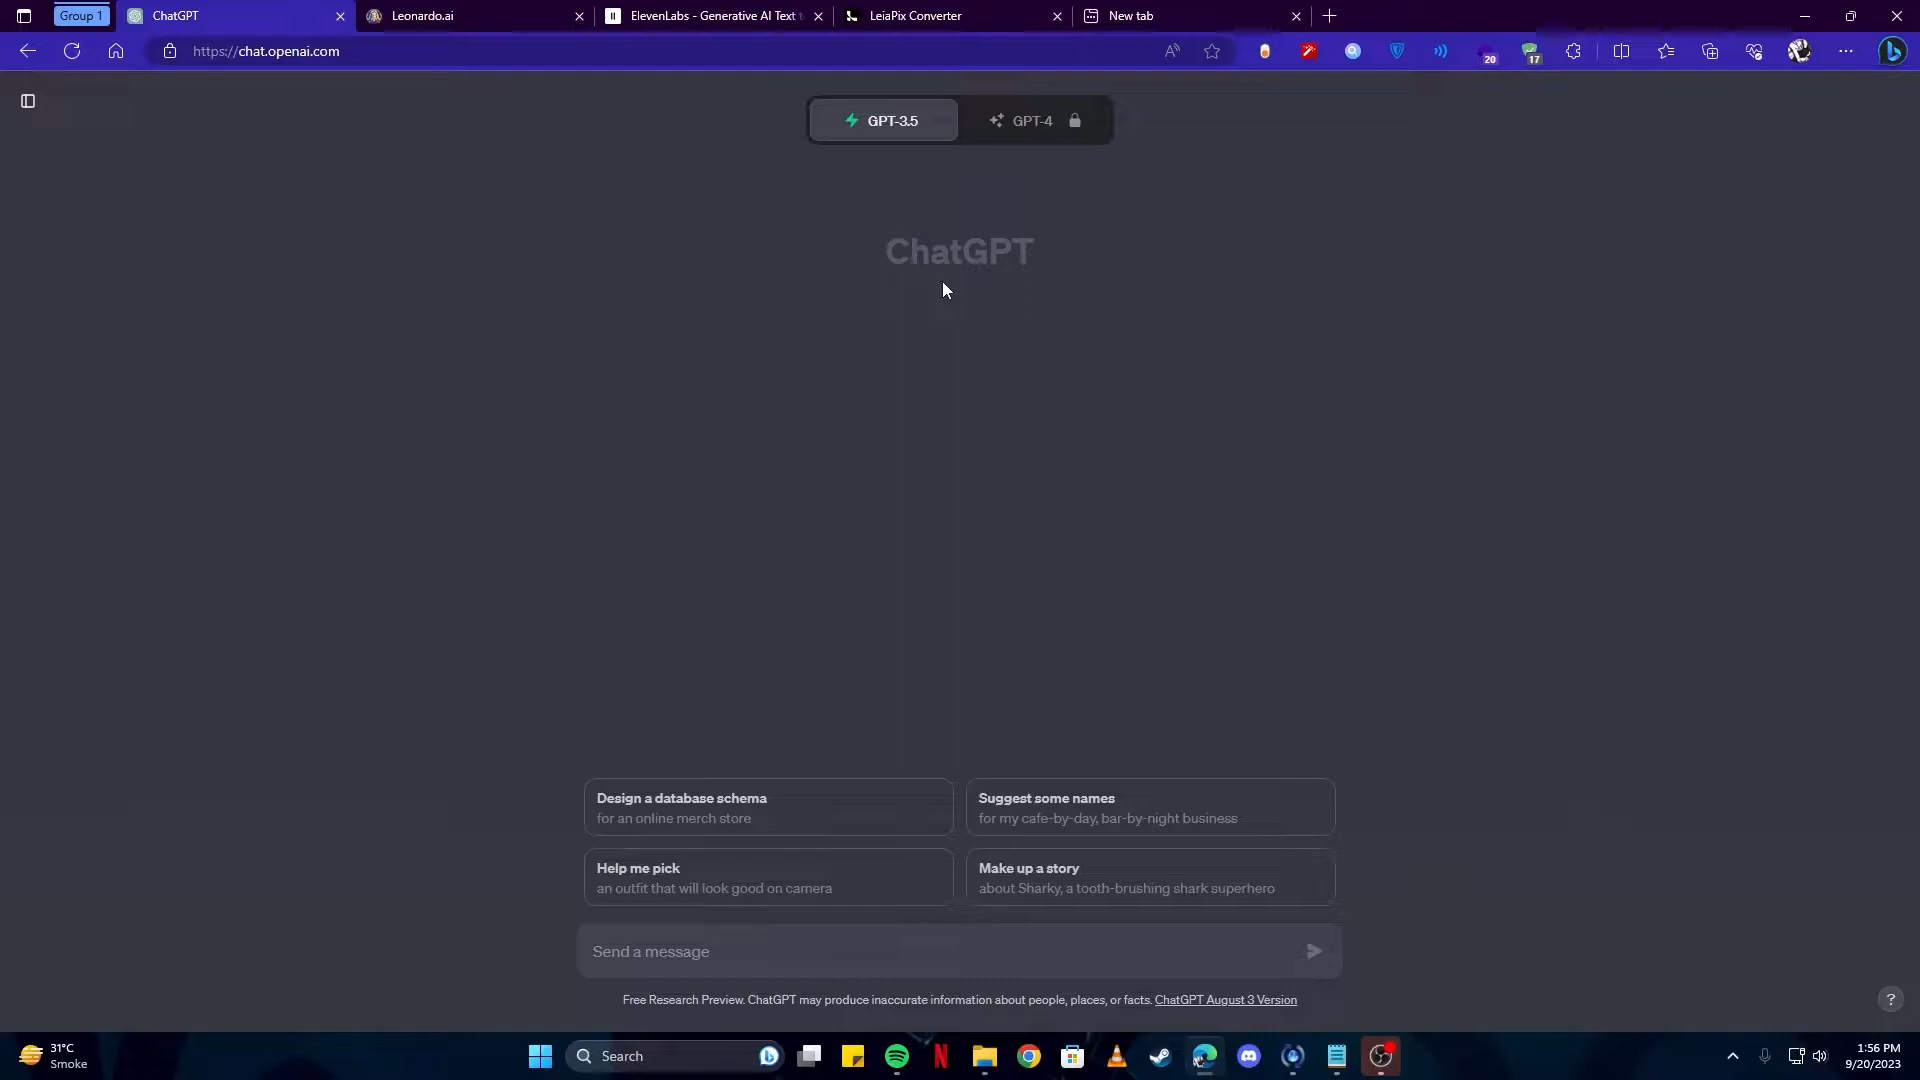 Group 1
ChatGPT
Leonardo.ai
ElevenLabs - Generative AI Text t
LeiaPix Converter
New tab
https://chat.openai.com
20
17
GPT-3.5
GPT-4
ChatGPT
Design a database schema
for an online merch store
Suggest some names
for my cafe-by-day, bar-by-night business
Help me pick
an outfit that will look good on camera
Make up a story
about Sharky, a tooth-brushing shark superhero
Send a message
Free Research Preview. ChatGPT may produce inaccurate information about people, places, or facts. ChatGPT August 3 Version
?
31°C
Smoke
Search
1:56 PM
9/20/2023